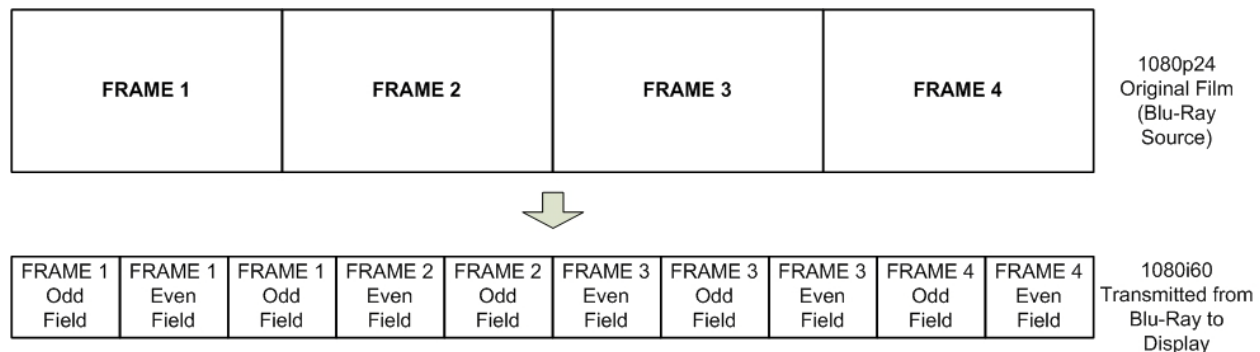 FRAME 1
FRAME 2
FRAME 3
FRAME 4
1080p24
Original Film
(Blu-Ray
Source)
FRAME 1 Odd Field
FRAME 1 Even Field
FRAME 1 Odd Field
FRAME 2 Even Field
FRAME 2 Odd Field
FRAME 3 Even Field
FRAME 3 Odd Field
FRAME 3 Even Field
FRAME 4 Odd Field
FRAME 4 Even Field
1080i60
Transmitted from
Blu-Ray to
Display